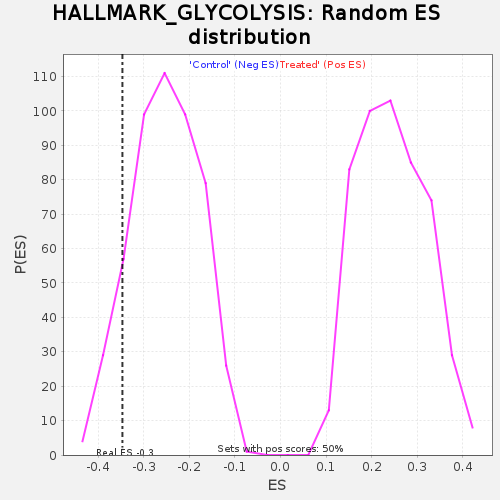 HALLMARK_GLYCOLYSIS: Random ES
distribution
'Control' (Neg ES)Treated' (Pos ES)
110
100
90
80
70
60
50
40
30
20
10
0
P(ES)
Real ES -0.3
Sets with pos scores: 50%
-0.4 -0.3 -0.2 -0.1 0.0 0.1 0.2 0.3 0.4
ES